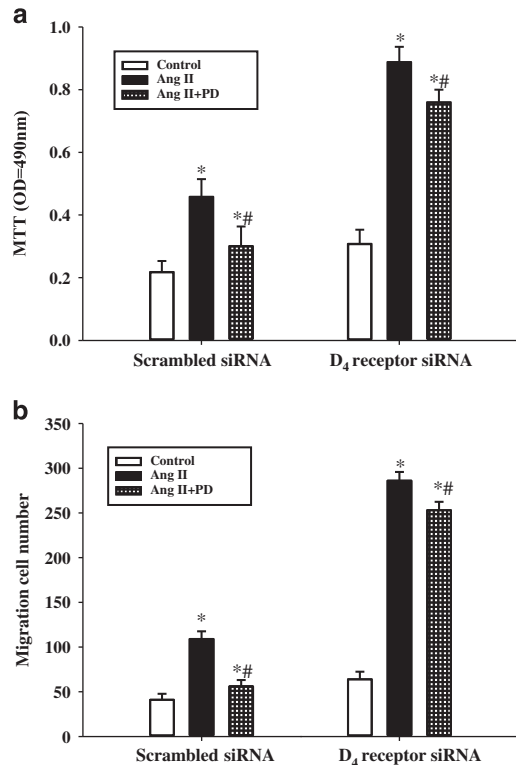 a
1.0
0.8
0.6
0.4
0.2
0.0
MTT (OD=490nm)
Control
Ang II
Ang II+PD
*
*#
*
*#
Scrambled siRNA
D₄ receptor siRNA
b
350
300
250
200
150
100
50
0
Migration cell number
Control
Ang II
Ang II+PD
*
*#
*
*#
Scrambled siRNA
D₄ receptor siRNA